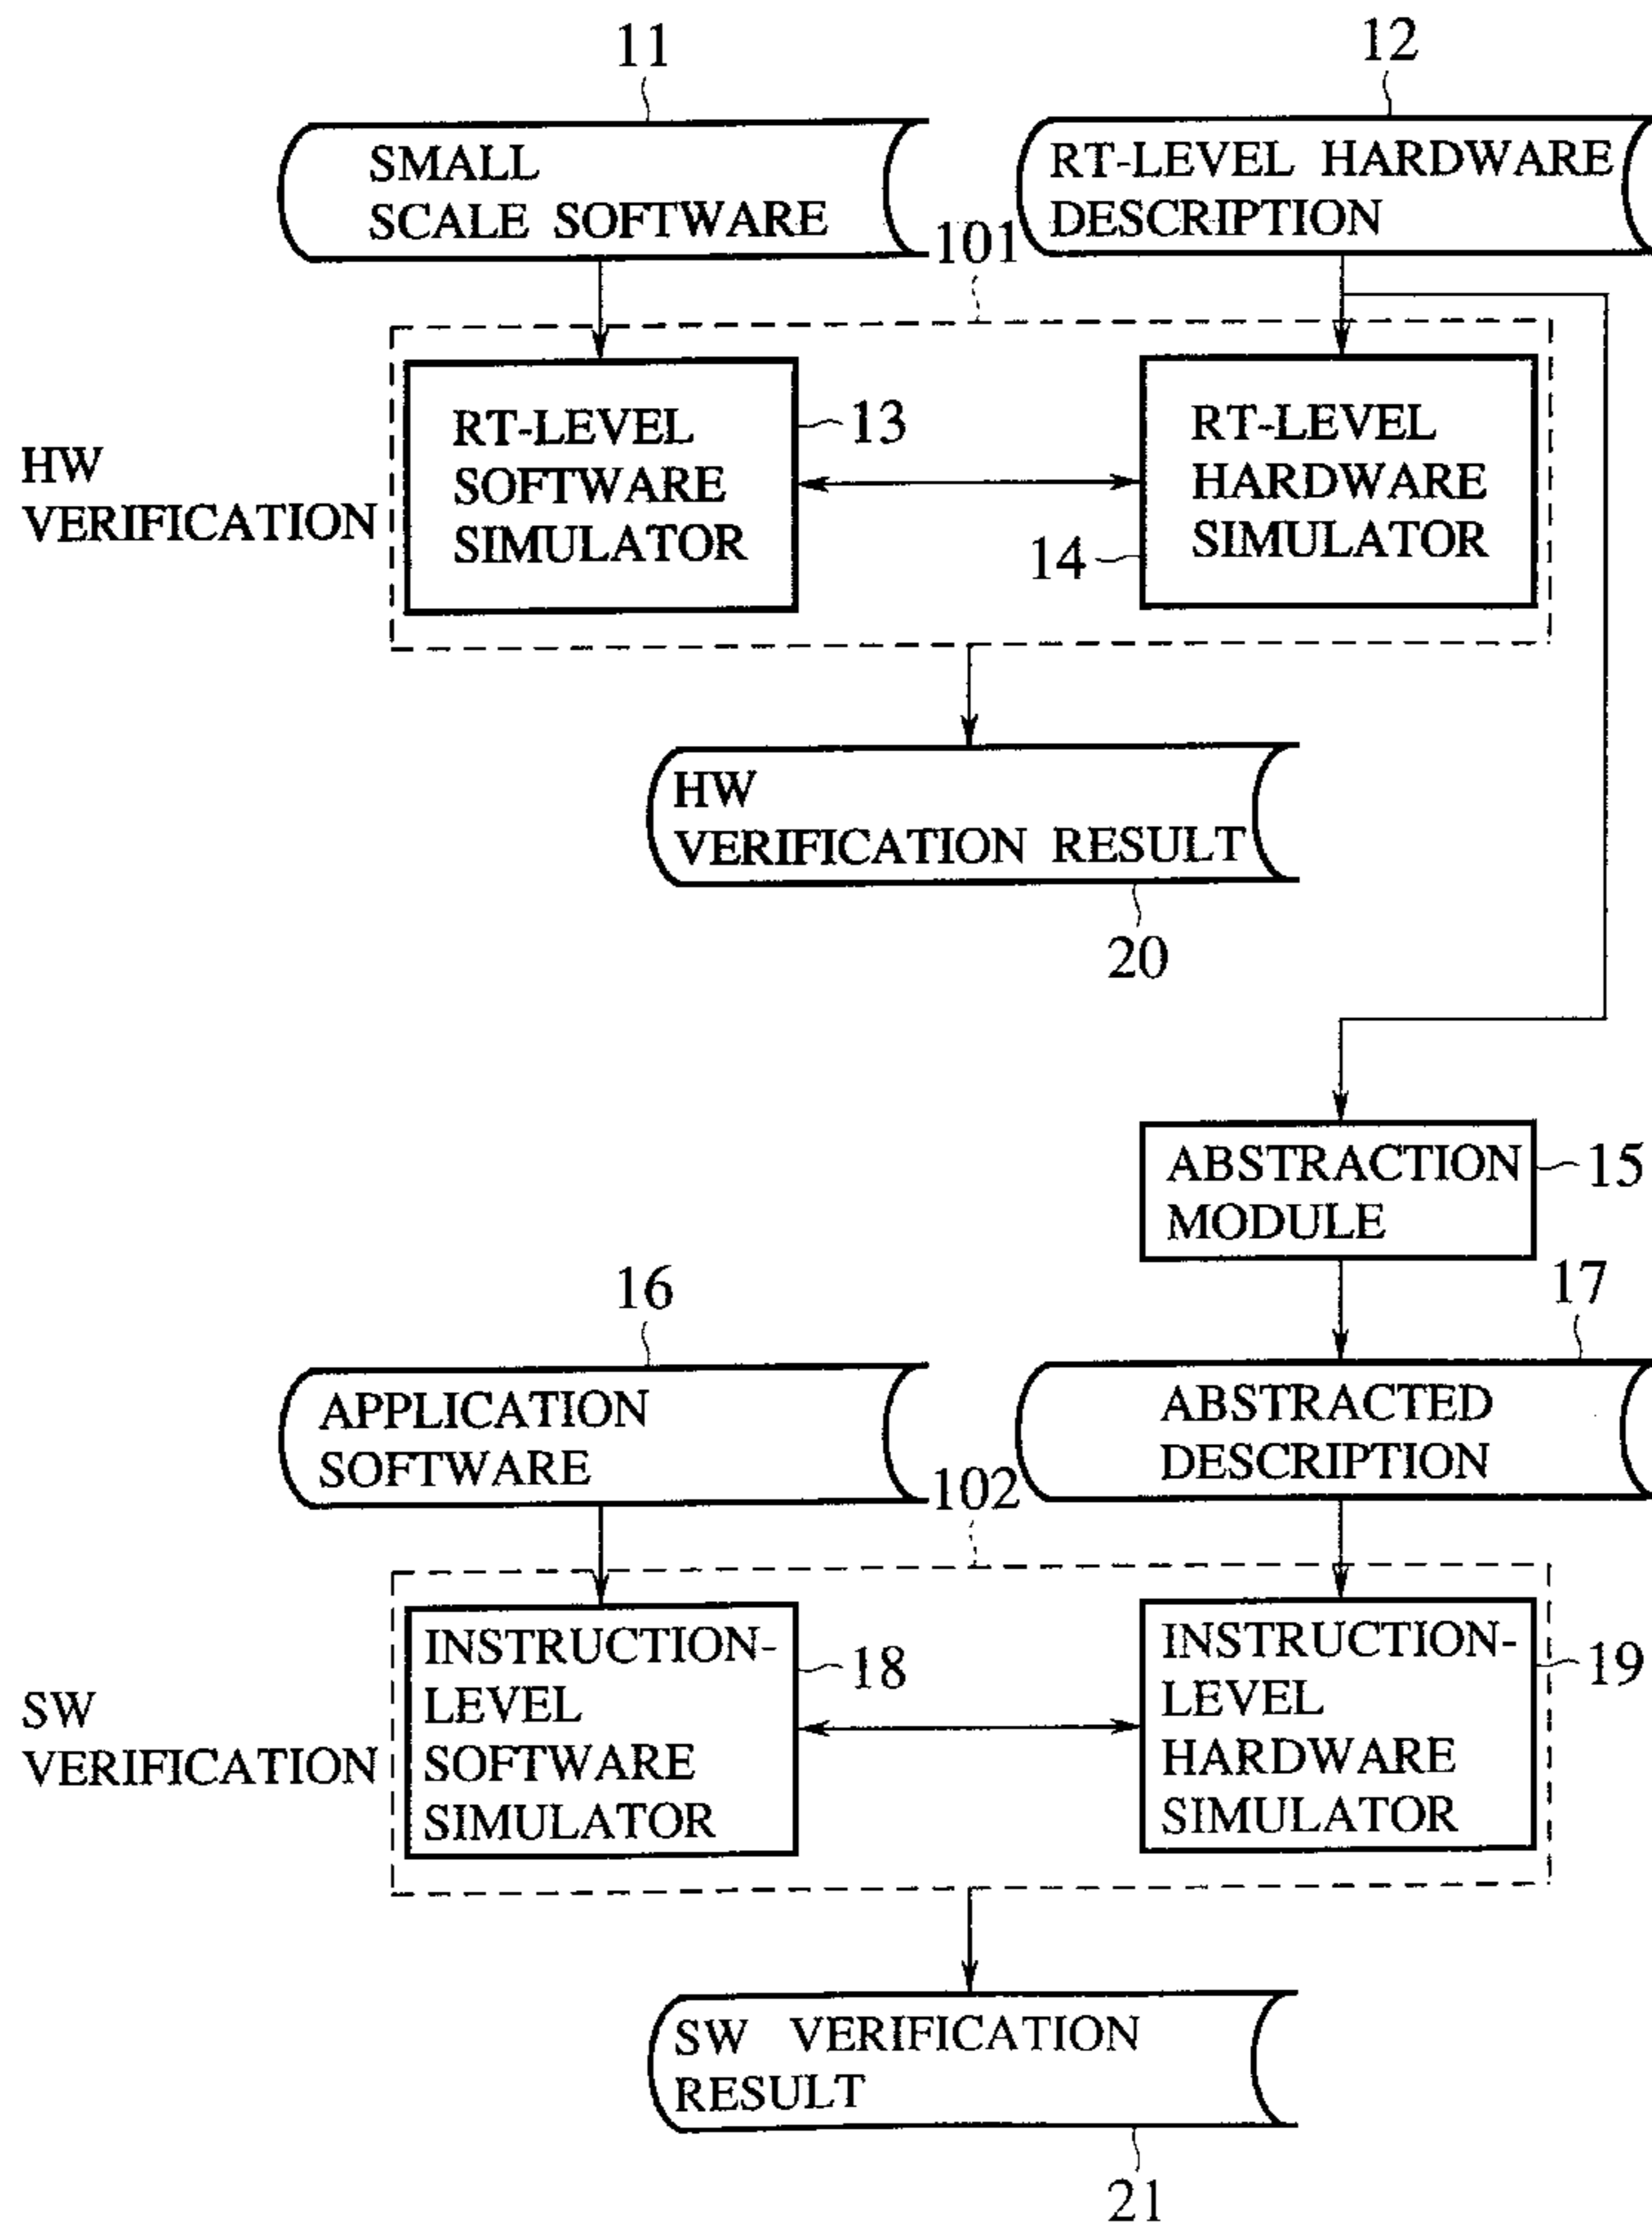 11
12
SMALL
SCALE SOFTWARE
RT-LEVEL HARDWARE
DESCRIPTION
101
HW
VERIFICATION
RT-LEVEL
SOFTWARE
SIMULATOR
13
RT-LEVEL
HARDWARE
SIMULATOR
14
HW
VERIFICATION RESULT
20
ABSTRACTION
MODULE
15
16
17
APPLICATION
SOFTWARE
ABSTRACTED
DESCRIPTION
102
SW
VERIFICATION
INSTRUCTION-
LEVEL
SOFTWARE
SIMULATOR
18
INSTRUCTION-
LEVEL
HARDWARE
SIMULATOR
19
SW VERIFICATION
RESULT
21